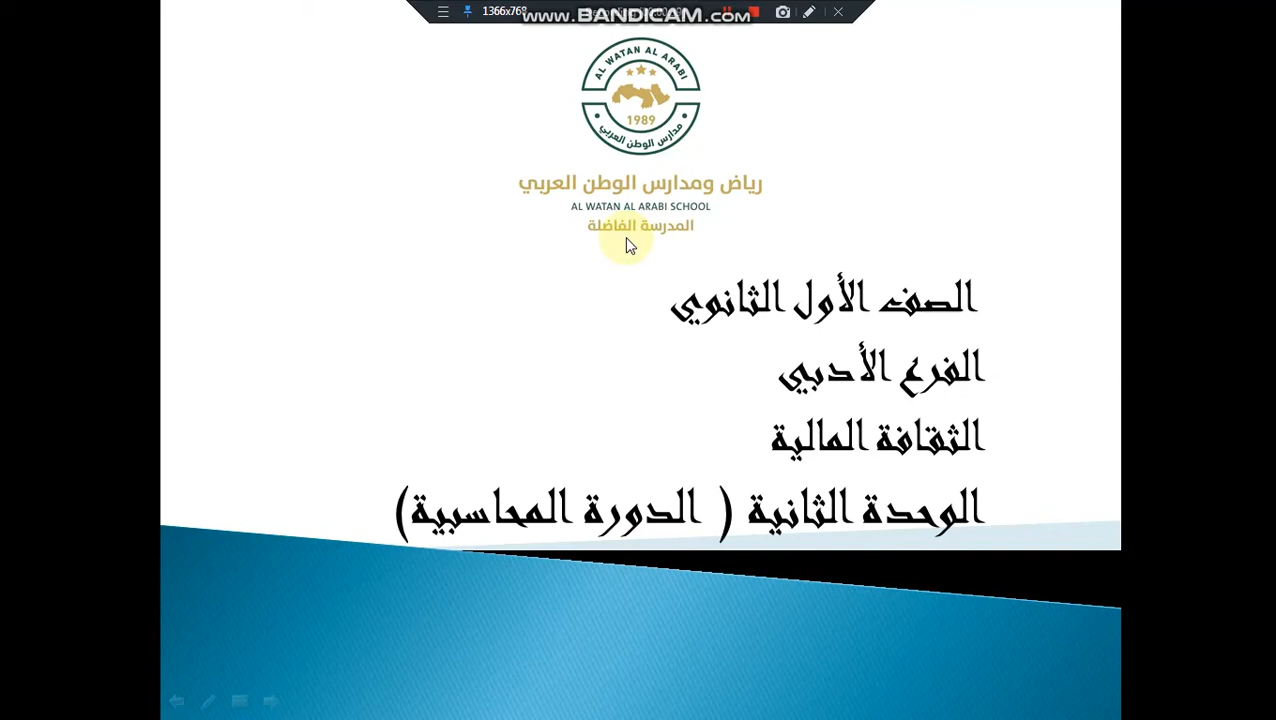 1366x768
www.BANDICAM.com
AL WATAN AL ARABI
1989
مدارس الوطن العربي
رياض ومدارس الوطن العربي
AL WATAN AL ARABI SCHOOL
المدرسة الفاضلة
الصف الأول الثانوي
الفرع الأدبي
الثقافة المالية
الوحدة الثانية ( الدورة المحاسبية)